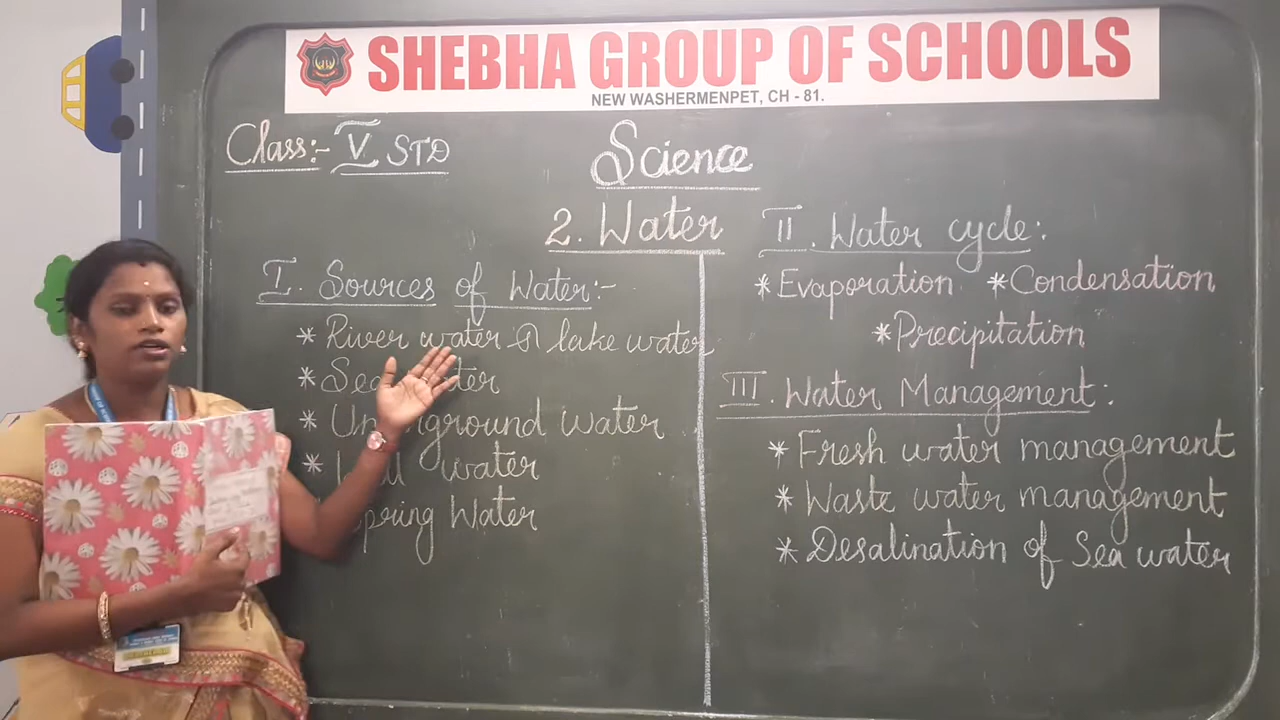 SHEBHA GROUP OF SCHOOLS
NEW WASHERMENPET, CH - 81.
Class:- V STD
Science
2. Water
I. Sources of Water:-
* River water lake water
* Sea
* water
* water
Spring Water
II. Water cycle:
* Evaporation * Condensation
* Precipitation
III. Water Management:
* Fresh water management
* Waste water management
* Desalination of Sea water